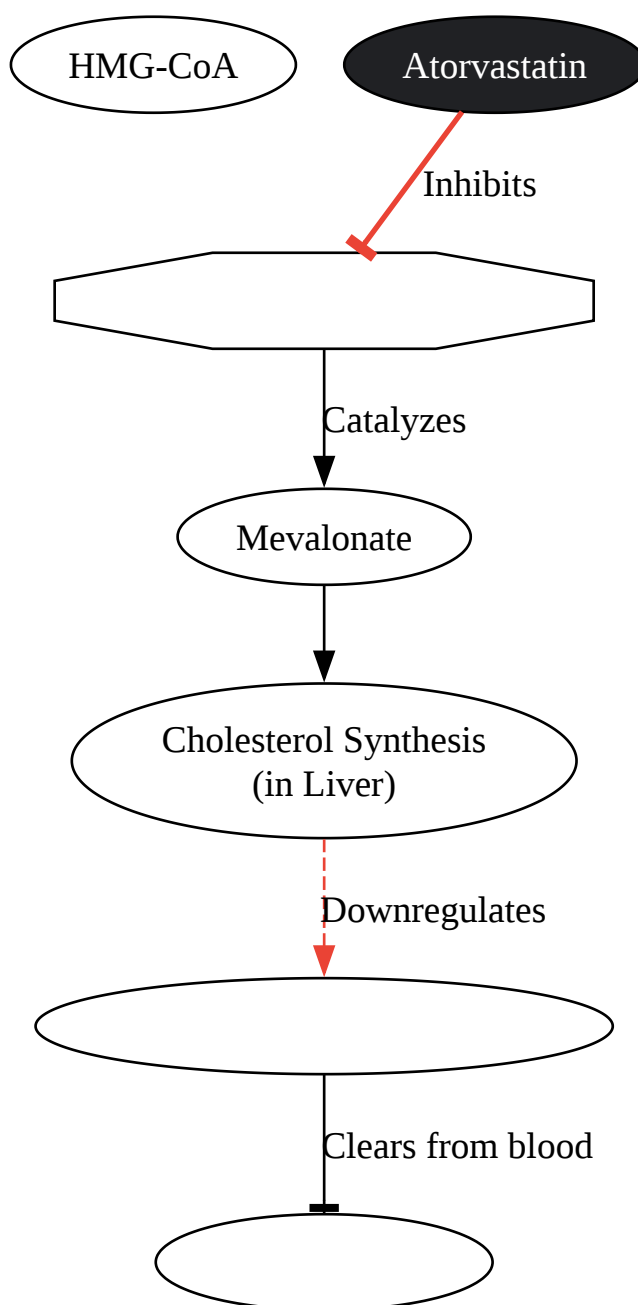 HMG-CoA
Atorvastatin
Inhibits
Catalyzes
Mevalonate
Cholesterol Synthesis
(in Liver)
Downregulates
Clears from blood